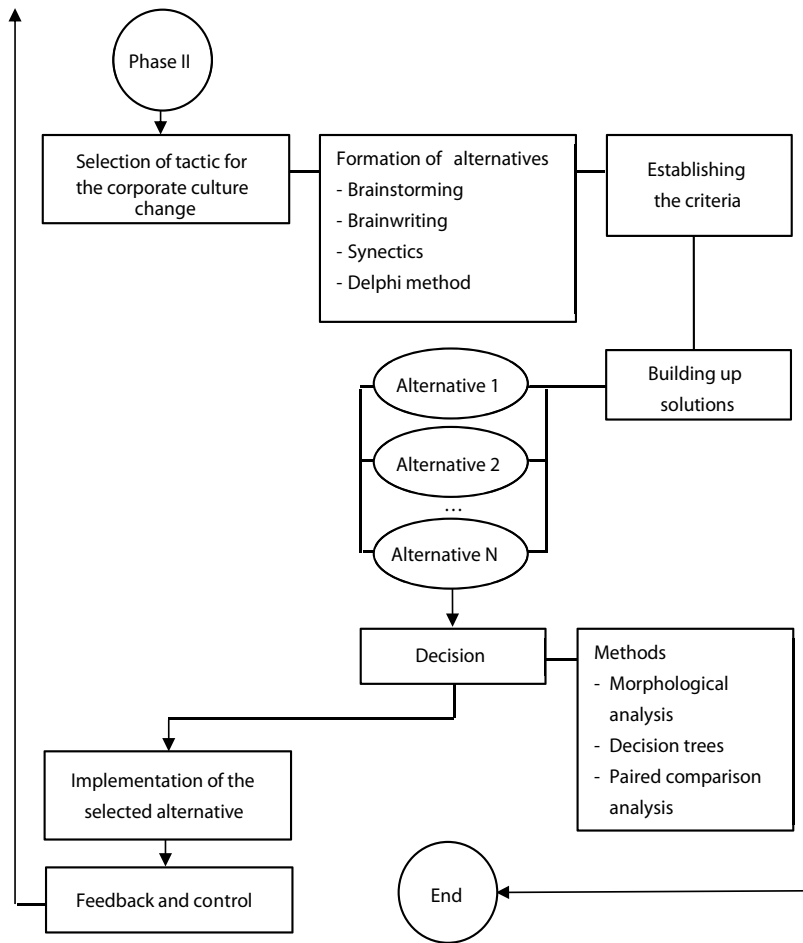 Phase II
Selection of tactic for
the corporate culture
change
Formation of alternatives
- Brainstorming
- Brainwriting
- Synectics
- Delphi method
Establishing
the criteria
Building up
solutions
Alternative 1
Alternative 2
...
Alternative N
Decision
Methods
- Morphological
analysis
- Decision trees
- Paired comparison
analysis
Implementation of the
selected alternative
Feedback and control
End